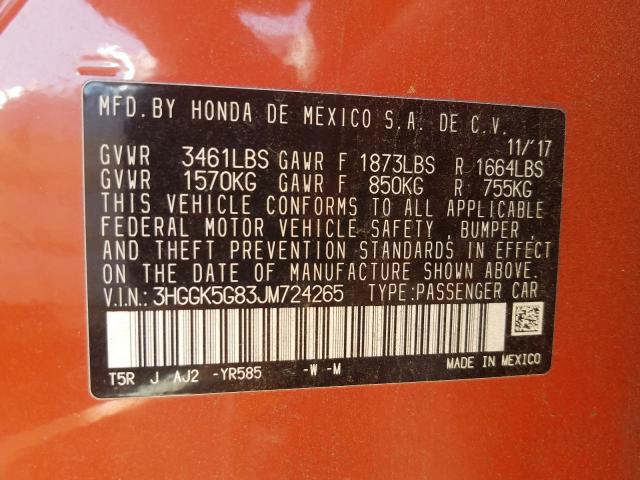 MFD. BY HONDA DE MEXICO S.A. DE C.V.
11/'17
GVWR 3461LBS GAWR F 1873LBS R 1664LBS
GVWR 1570KG GAWR F 850KG R 755KG
THIS VEHICLE CONFORMS TO ALL APPLICABLE
FEDERAL MOTOR VEHICLE SAFETY, BUMPER,
AND THEFT PREVENTION STANDARDS IN EFFECT
ON THE DATE OF MANUFACTURE SHOWN ABOVE.
V.I.N.: 3HGGK5G83JM724265 TYPE: PASSENGER CAR
T5R J AJ2 -YR585 -W -M
MADE IN MEXICO